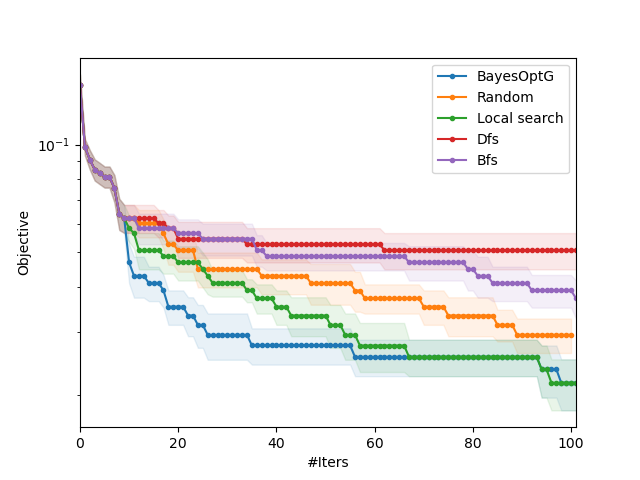 BayesOptG
Random
Local search
Dfs
Bfs
10⁻¹
Objective
0 20 40 60 80 100
#Iters